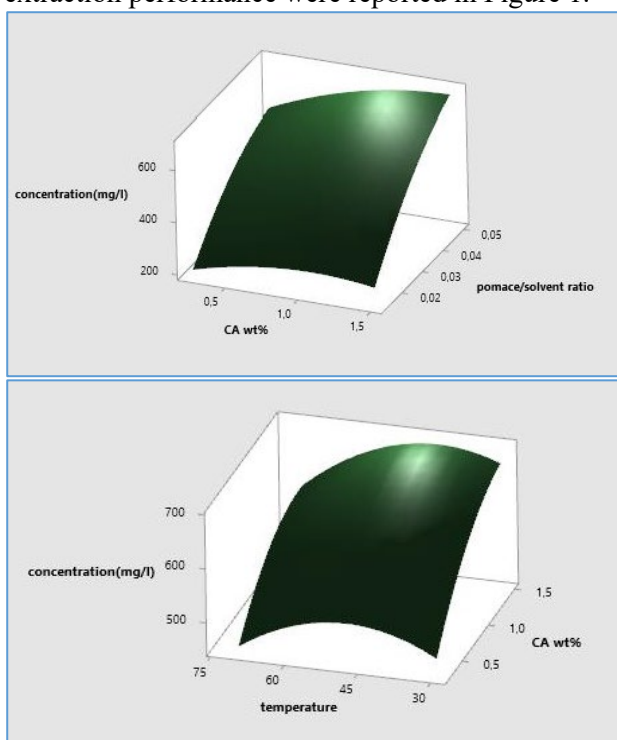 extraction performance were reported in Figure 1.
600
concentration(mg/l)
400
200
0,5
1,0
1,5
CA wt%
0,05
0,04
0,03
0,02
pomace/solvent ratio
700
600
concentration(mg/l)
500
75
60
45
30
temperature
1,5
1,0
CA wt%
0,5